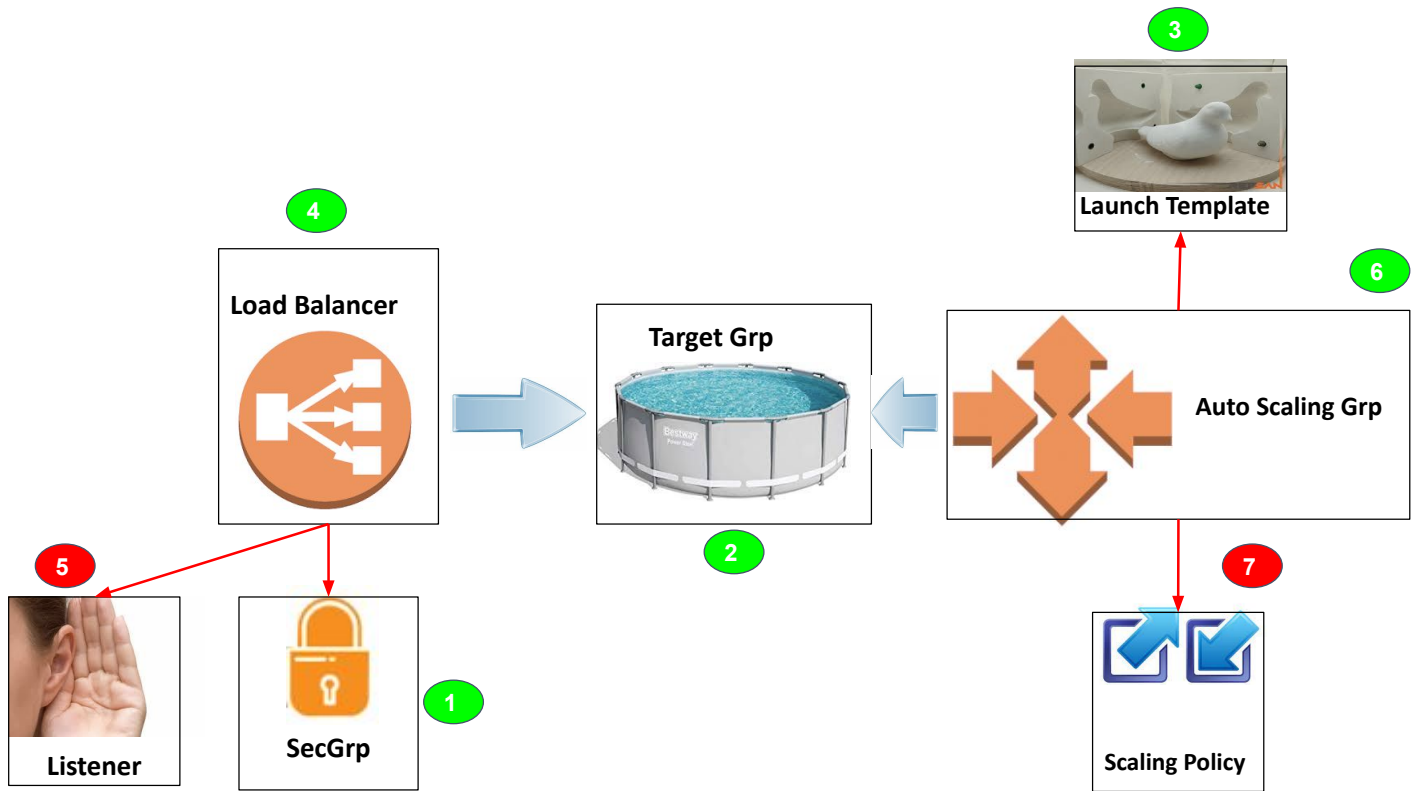 3
Launch Template
4
Load Balancer
6
Target Grp
Bestway
Auto Scaling Grp
2
5
7
1
Listener
SecGrp
Scaling Policy